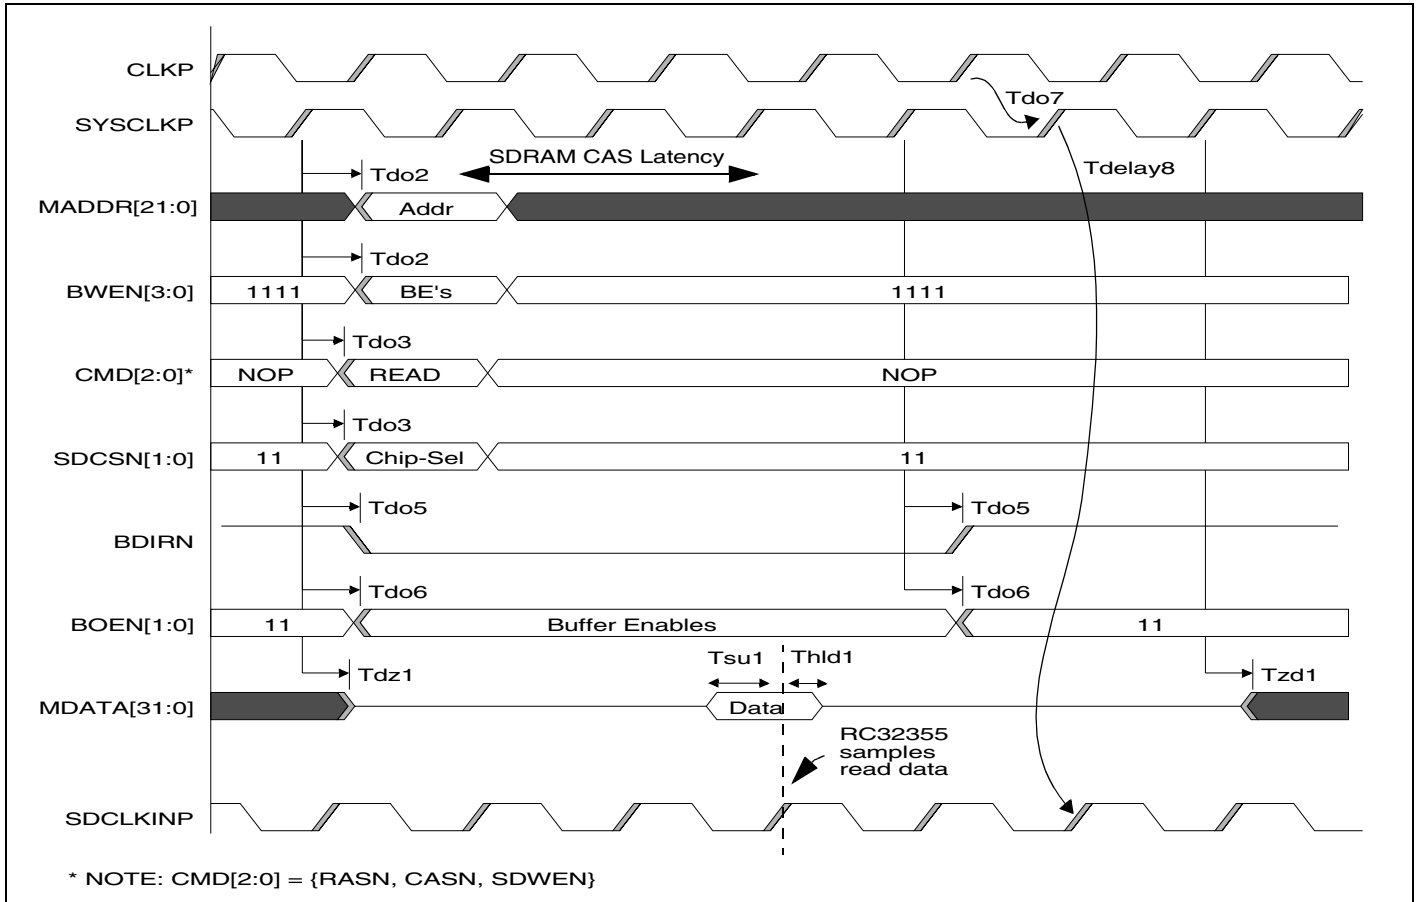 CLKP
Tdo7
SYSCLKP
SDRAM CAS Latency
Tdelay8
Tdo2
MADDR[21:0]
Addr
Tdo2
BWEN[3:0]
1111
BE's
1111
Tdo3
CMD[2:0]*
NOP
READ
NOP
Tdo3
SDCSN[1:0]
11
Chip-Sel
11
Tdo5
Tdo5
BDIRN
Tdo6
Tdo6
BOEN[1:0]
11
Buffer Enables
11
Tsu1
Thld1
Tdz1
Tzd1
MDATA[31:0]
Data
RC32355
samples
read data
SDCLKINP
* NOTE: CMD[2:0] = {RASN, CASN, SDWEN}